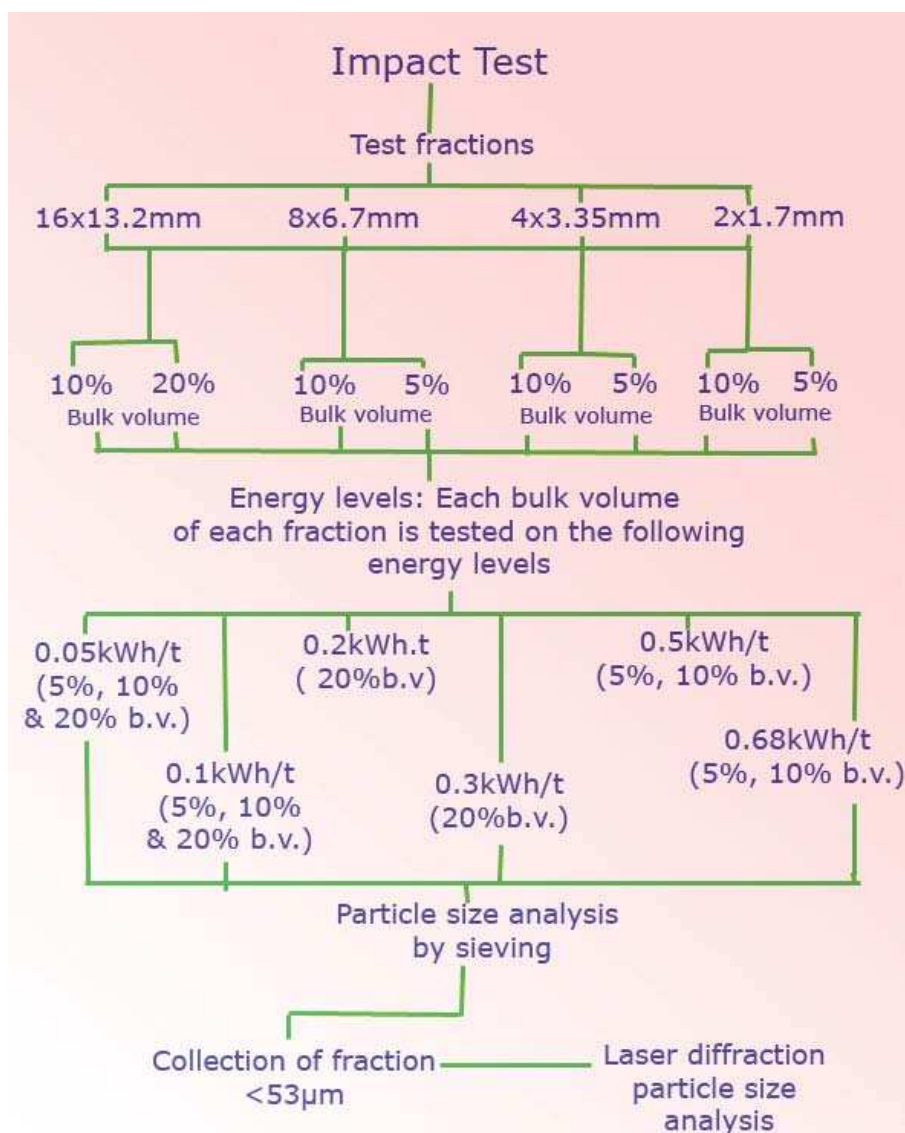 Impact Test
Test fractions
16x13.2mm 8x6.7mm 4x3.35mm 2x1.7mm
10% 20% 10% 5% 10% 5% 10% 5%
Bulk volume Bulk volume Bulk volume Bulk volume
Energy levels: Each bulk volume
of each fraction is tested on the following
energy levels
0.05kWh/t
(5%, 10%
& 20% b.v.)
0.1kWh/t
(5%, 10%
& 20% b.v.)
0.2kWh.t
( 20%b.v)
0.3kWh/t
(20%b.v.)
0.5kWh/t
(5%, 10% b.v.)
0.68kWh/t
(5%, 10% b.v.)
Particle size analysis
by sieving
Collection of fraction
<53µm
Laser diffraction
particle size
analysis